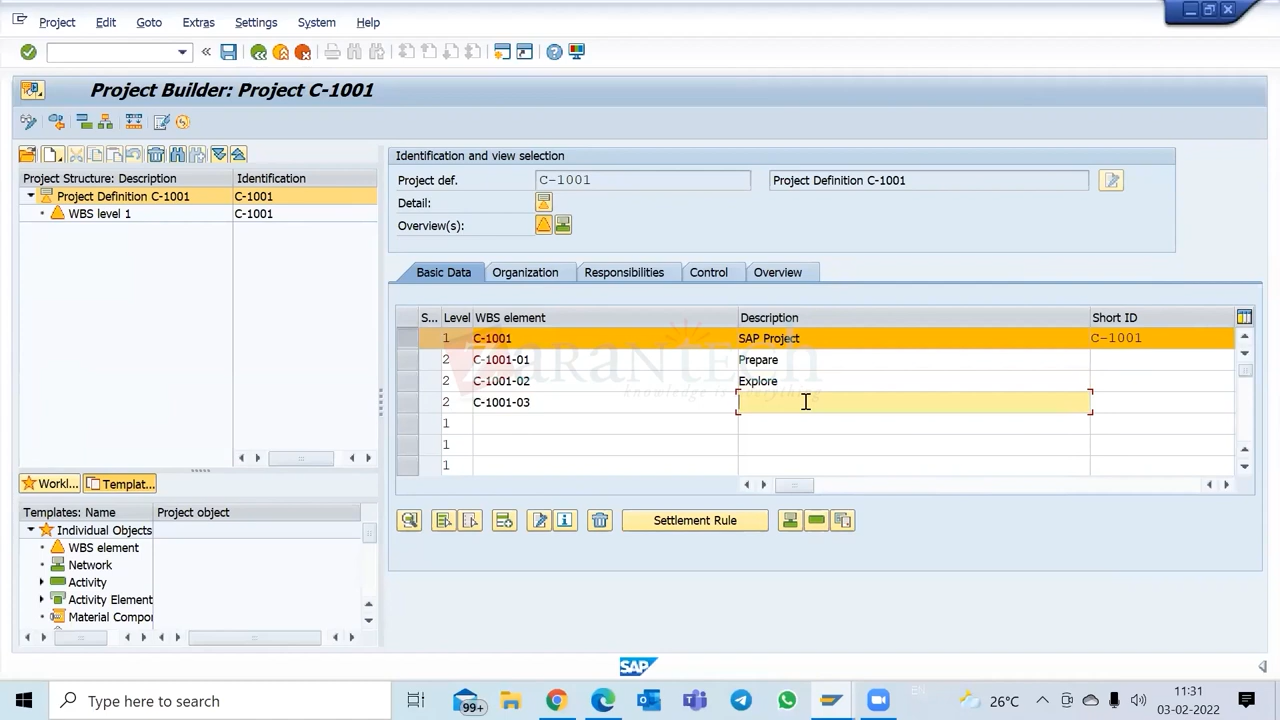 Project Edit Goto Extras Settings System Help
Project Builder: Project C-1001
Project Structure: Description Identification
Project Definition C-1001 C-1001
WBS level 1 C-1001
Identification and view selection
Project def. C-1001 Project Definition C-1001
Detail:
Overview(s):
Basic Data Organization Responsibilities Control Overview
S... Level WBS element Description Short ID
1 C-1001 SAP Project C-1001
2 C-1001-01 Prepare
2 C-1001-02 Explore
2 C-1001-03
1
1
1
ZARANTECH
knowledge is everything
Settlement Rule
Workl... Templat...
Templates: Project object
Individual Objects
WBS element
Network
Activity
Activity Element
Material Compo
SAP
Type here to search
99+
26°C
EN
11:31
03-02-2022